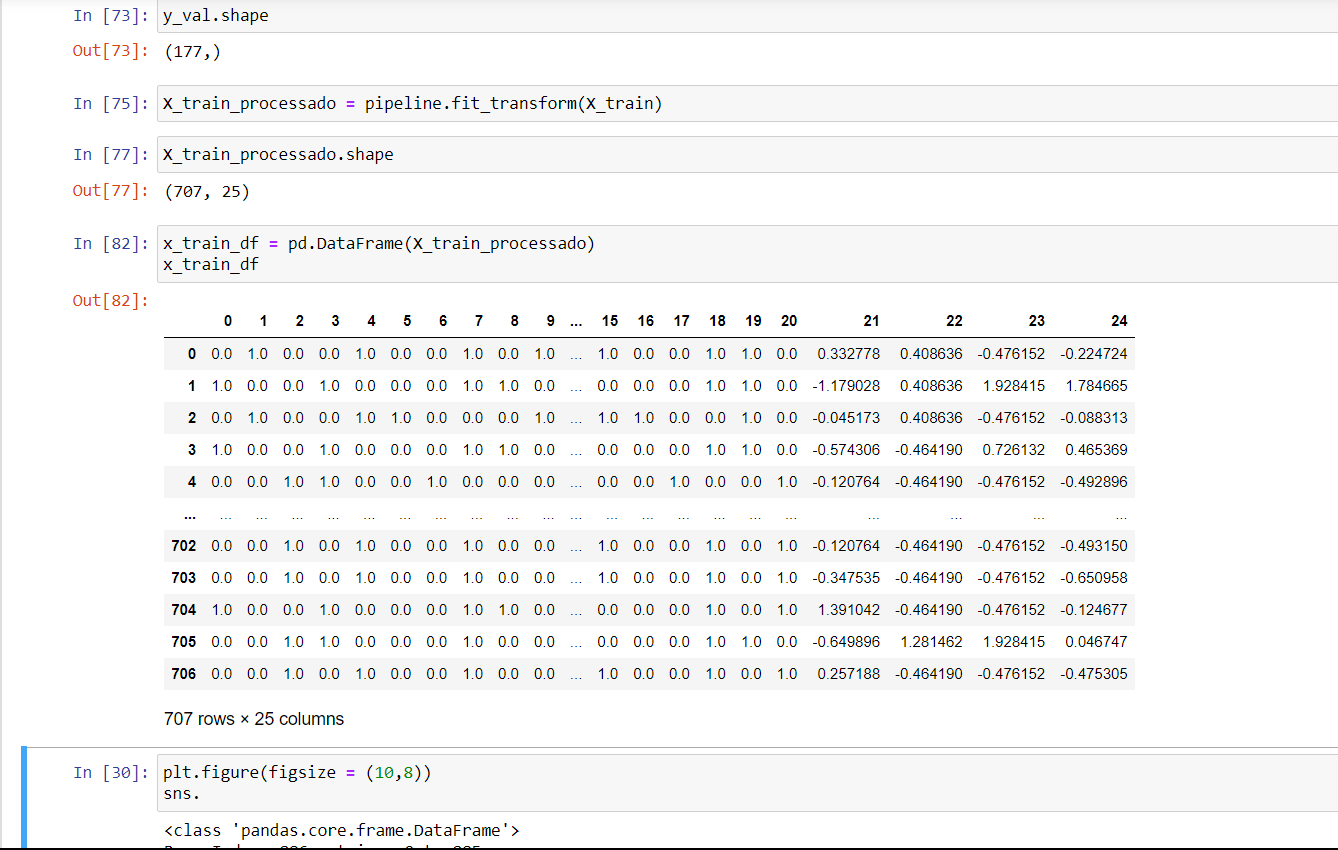 In [73]: y_val.shape
Out[73]: (177,)
In [75]: X_train_processado = pipeline.fit_transform(X_train)
In [77]: X_train_processado.shape
Out[77]: (707, 25)
In [82]: x_train_df = pd.DataFrame(X_train_processado)
x_train_df
Out[82]:
0 1 2 3 4 5 6 7 8 9 ... 15 16 17 18 19 20 21 22 23 24
0 0.0 1.0 0.0 0.0 1.0 0.0 0.0 1.0 0.0 1.0 ... 1.0 0.0 0.0 1.0 1.0 0.0 0.332778 0.408636 -0.476152 -0.224724
1 1.0 0.0 0.0 1.0 0.0 0.0 0.0 1.0 1.0 0.0 ... 0.0 0.0 0.0 1.0 1.0 0.0 -1.179028 0.408636 1.928415 1.784665
2 0.0 1.0 0.0 0.0 1.0 1.0 0.0 0.0 0.0 1.0 ... 1.0 1.0 0.0 0.0 1.0 0.0 -0.045173 0.408636 -0.476152 -0.088313
3 1.0 0.0 0.0 1.0 0.0 0.0 0.0 1.0 1.0 0.0 ... 0.0 0.0 0.0 1.0 1.0 0.0 -0.574306 -0.464190 0.726132 0.465369
4 0.0 0.0 1.0 1.0 0.0 0.0 1.0 0.0 0.0 0.0 ... 0.0 0.0 1.0 0.0 0.0 1.0 -0.120764 -0.464190 -0.476152 -0.492896
... ... ... ... ... ... ... ... ... ... ... ... ... ... ... ... ... ... ... ... ... ...
702 0.0 0.0 1.0 0.0 1.0 0.0 0.0 1.0 0.0 0.0 ... 1.0 0.0 0.0 1.0 0.0 1.0 -0.120764 -0.464190 -0.476152 -0.493150
703 0.0 0.0 1.0 0.0 1.0 0.0 0.0 1.0 0.0 0.0 ... 1.0 0.0 0.0 1.0 0.0 1.0 -0.347535 -0.464190 -0.476152 -0.650958
704 1.0 0.0 0.0 1.0 0.0 0.0 0.0 1.0 1.0 0.0 ... 0.0 0.0 0.0 1.0 0.0 1.0 1.391042 -0.464190 -0.476152 -0.124677
705 0.0 0.0 1.0 1.0 0.0 0.0 0.0 1.0 0.0 0.0 ... 0.0 0.0 0.0 1.0 1.0 0.0 -0.649896 1.281462 1.928415 0.046747
706 0.0 0.0 1.0 0.0 1.0 0.0 0.0 1.0 0.0 0.0 ... 1.0 0.0 0.0 1.0 0.0 1.0 0.257188 -0.464190 -0.476152 -0.475305
707 rows × 25 columns
In [30]: plt.figure(figsize = (10,8))
sns.
<class 'pandas.core.frame.DataFrame'>